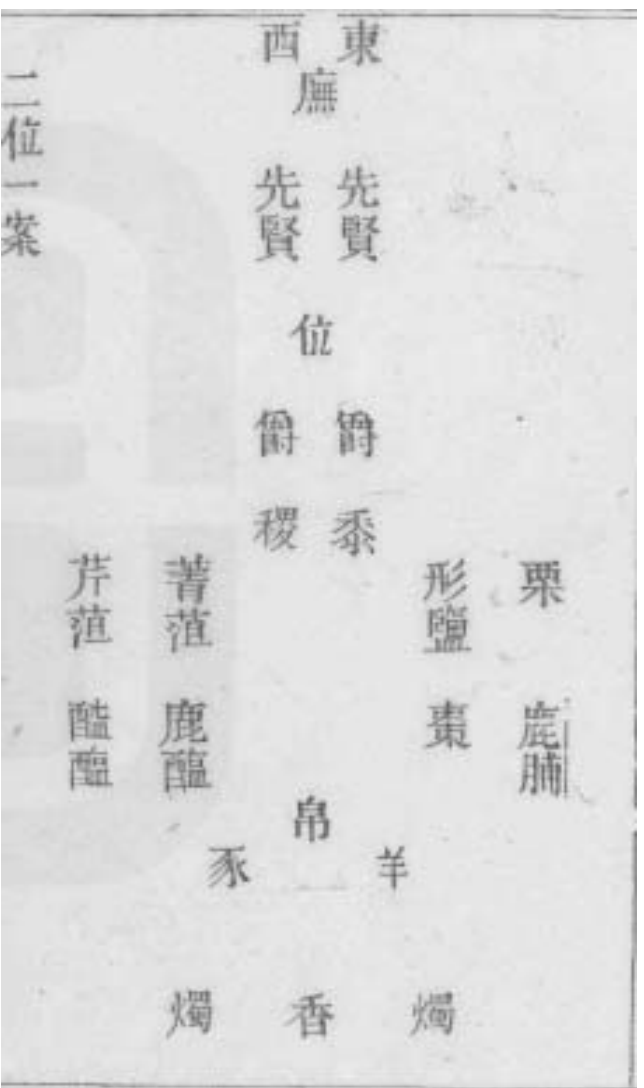 東
西
廡
先賢
先賢
位
爵
爵
黍
稷
栗
形鹽
菁菹
芹菹
鹿脯
棗
鹿醢
醓醢
帛
羊
豕
燭
香
燭
二位一案